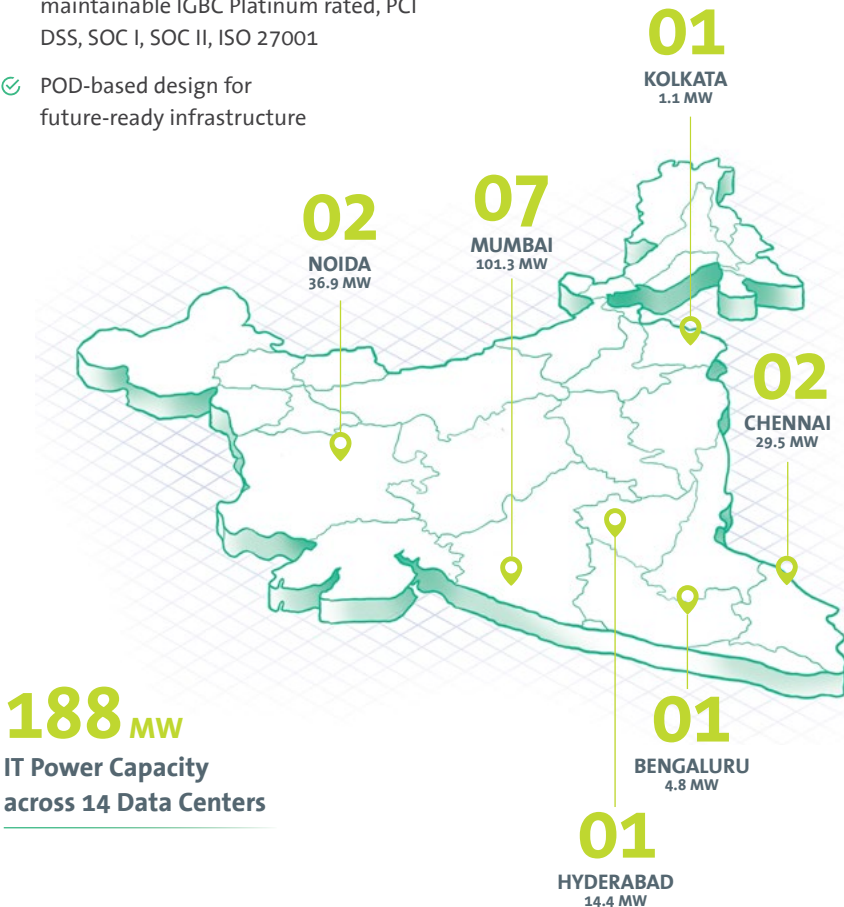 maintainable IGBC Platinum rated, PCI
DSS, SOC I, SOC II, ISO 27001
POD-based design for
future-ready infrastructure
01
KOLKATA
1.1 MW
02
NOIDA
36.9 MW
07
MUMBAI
101.3 MW
02
CHENNAI
29.5 MW
188 MW
IT Power Capacity
across 14 Data Centers
01
BENGALURU
4.8 MW
01
HYDERABAD
14.4 MW